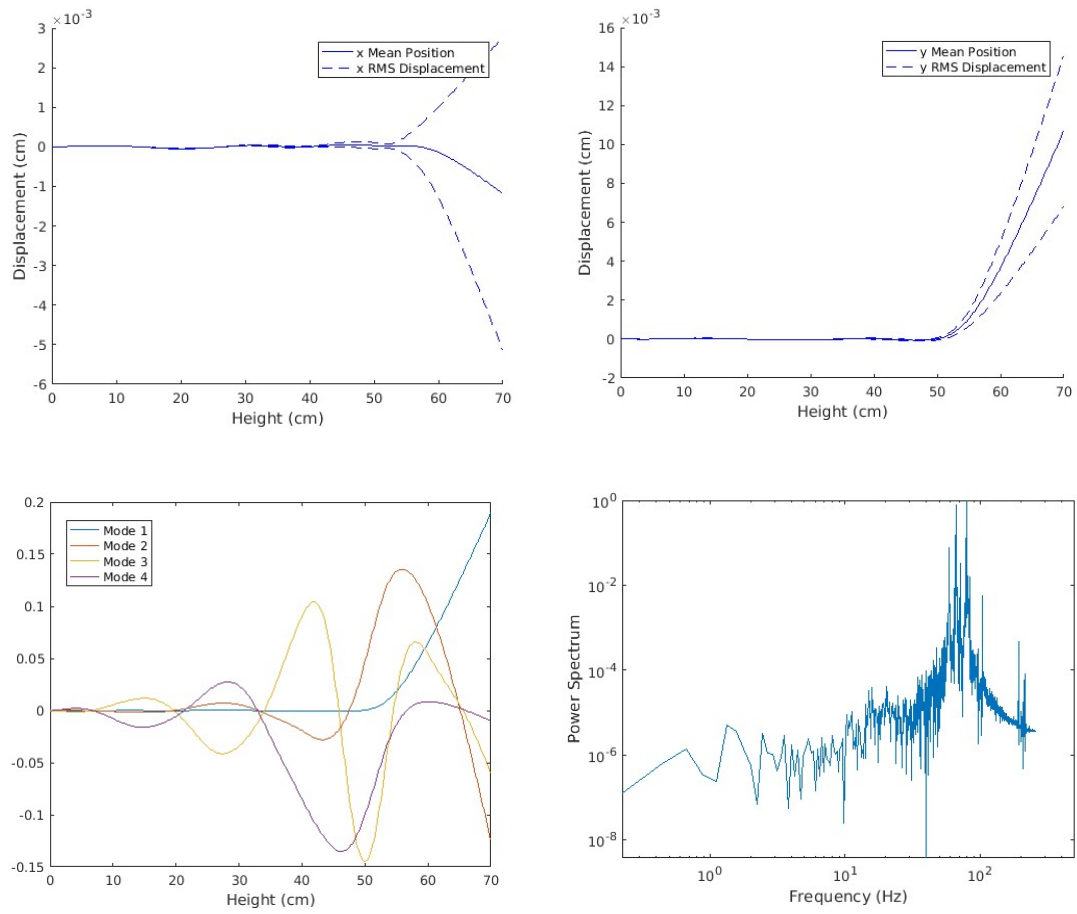 ×10⁻³
3
2
1
0
-1
-2
-3
-4
-5
-6
Displacement (cm)
x Mean Position
x RMS Displacement
0 10 20 30 40 50 60 70
Height (cm)
×10⁻³
16
14
12
10
8
6
4
2
0
-2
Displacement (cm)
y Mean Position
y RMS Displacement
0 10 20 30 40 50 60 70
Height (cm)
0.2
0.15
0.1
0.05
0
-0.05
-0.1
-0.15
Mode 1
Mode 2
Mode 3
Mode 4
0 10 20 30 40 50 60 70
Height (cm)
10⁰
10⁻²
10⁻⁴
10⁻⁶
10⁻⁸
Power Spectrum
10⁰ 10¹ 10²
Frequency (Hz)